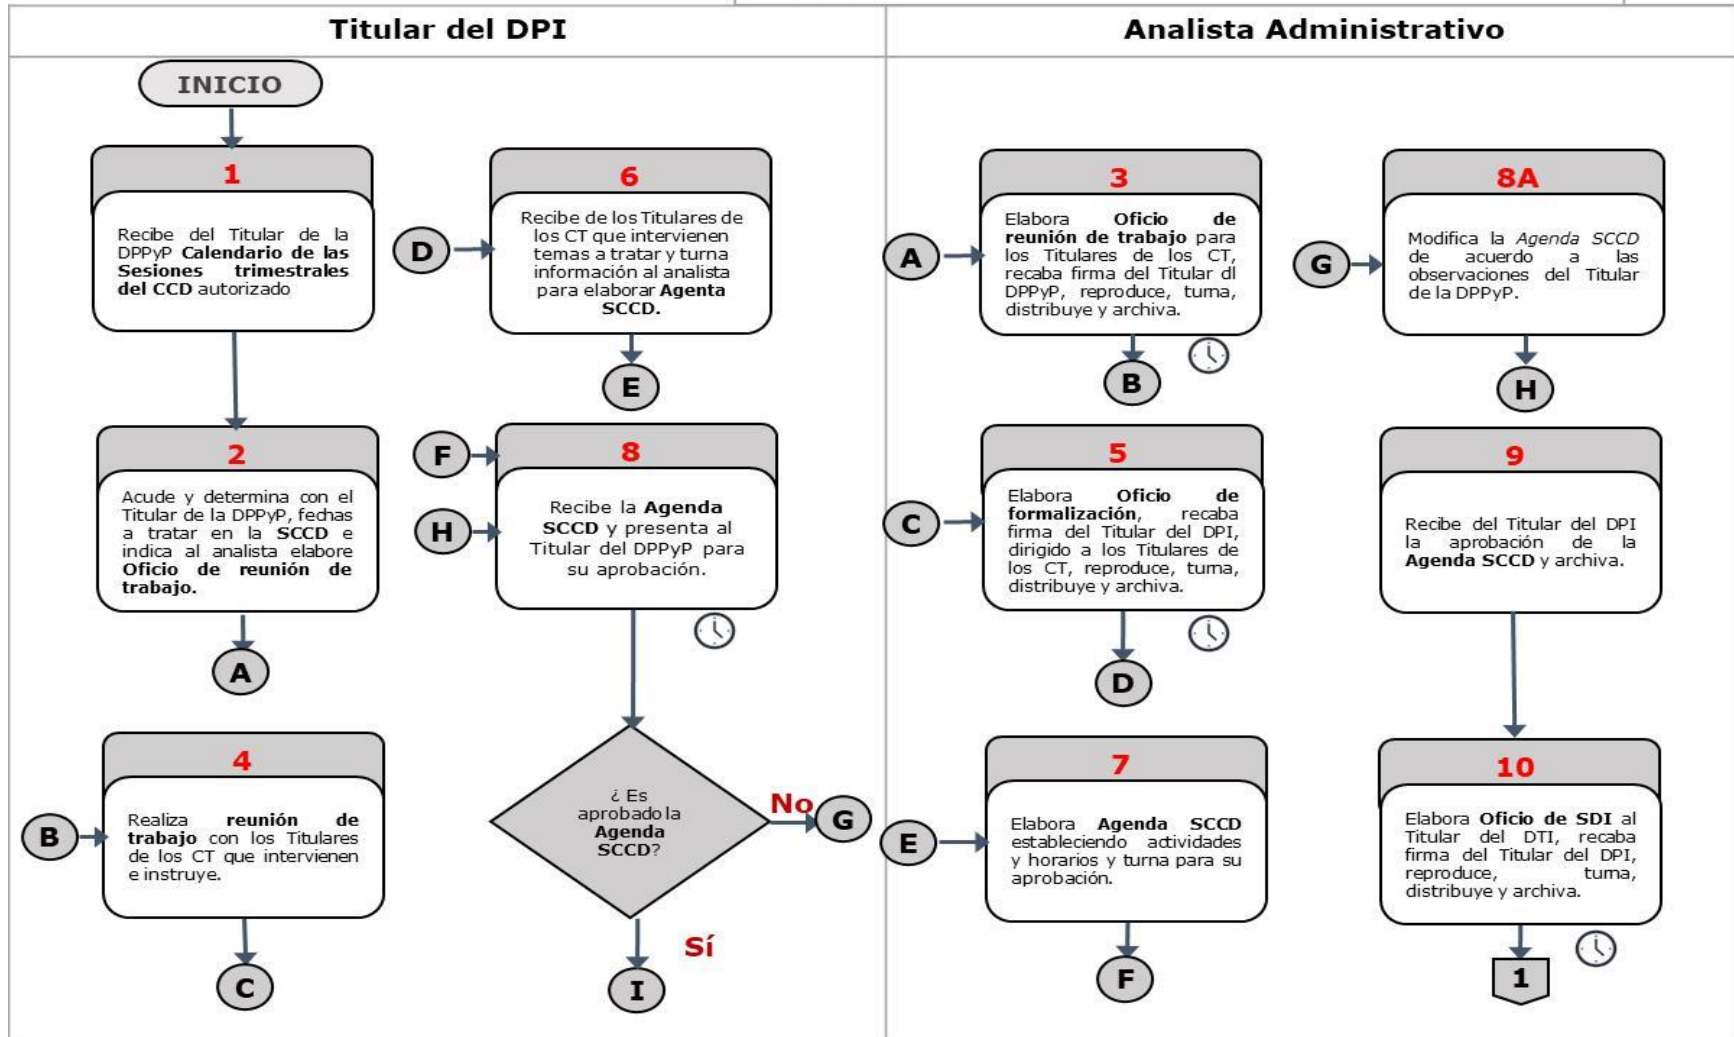 Titular del DPI
Analista Administrativo
INICIO
1
Recibe del Titular de la
DPPyP Calendario de las
Sesiones trimestrales
del CCD autorizado
2
Acude y determina con el
Titular de la DPPyP, fechas
a tratar en la SCCD e
indica al analista elabore
Oficio de reunión de
trabajo.
A
B
4
Realiza reunión de
trabajo con los Titulares
de los CT que intervienen
e instruye.
C
D
6
Recibe de los Titulares de
los CT que intervienen
temas a tratar y turna
información al analista
para elaborar Agenta
SCCD.
E
F
H
8
Recibe la Agenda
SCCD y presenta al
Titular del DPPyP para
su aprobación.
¿ Es
aprobado la
Agenda
SCCD?
No
G
Sí
I
A
3
Elabora Oficio de
reunión de trabajo para
los Titulares de los CT,
recaba firma del Titular dl
DPPyP, reproduce, turna,
distribuye y archiva.
B
C
5
Elabora Oficio de
formalización, recaba
firma del Titular del DPI,
dirigido a los Titulares de
los CT, reproduce, turna,
distribuye y archiva.
D
E
7
Elabora Agenda SCCD
estableciendo actividades
y horarios y turna para su
aprobación.
F
G
8A
Modifica la Agenda SCCD
de acuerdo a las
observaciones del Titular
de la DPPyP.
H
9
Recibe del Titular del DPI
la aprobación de la
Agenda SCCD y archiva.
10
Elabora Oficio de SDI al
Titular del DTI, recaba
firma del Titular del DPI,
reproduce, turna,
distribuye y archiva.
1